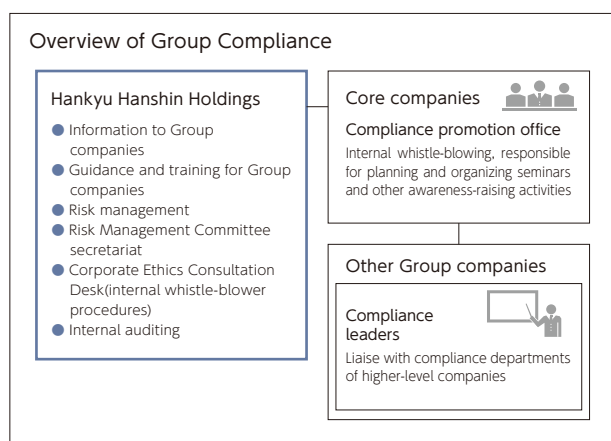 Overview of Group Compliance
Hankyu Hanshin Holdings
● Information to Group
companies
● Guidance and training for Group
companies
● Risk management
● Risk Management Committee
secretariat
● Corporate Ethics Consultation
Desk(internal whistle-blower
procedures)
● Internal auditing
Core companies
Compliance promotion office
Internal whistle-blowing, responsible
for planning and organizing seminars
and other awareness-raising activities
Other Group companies
Compliance
leaders
Liaise with compliance departments
of higher-level companies